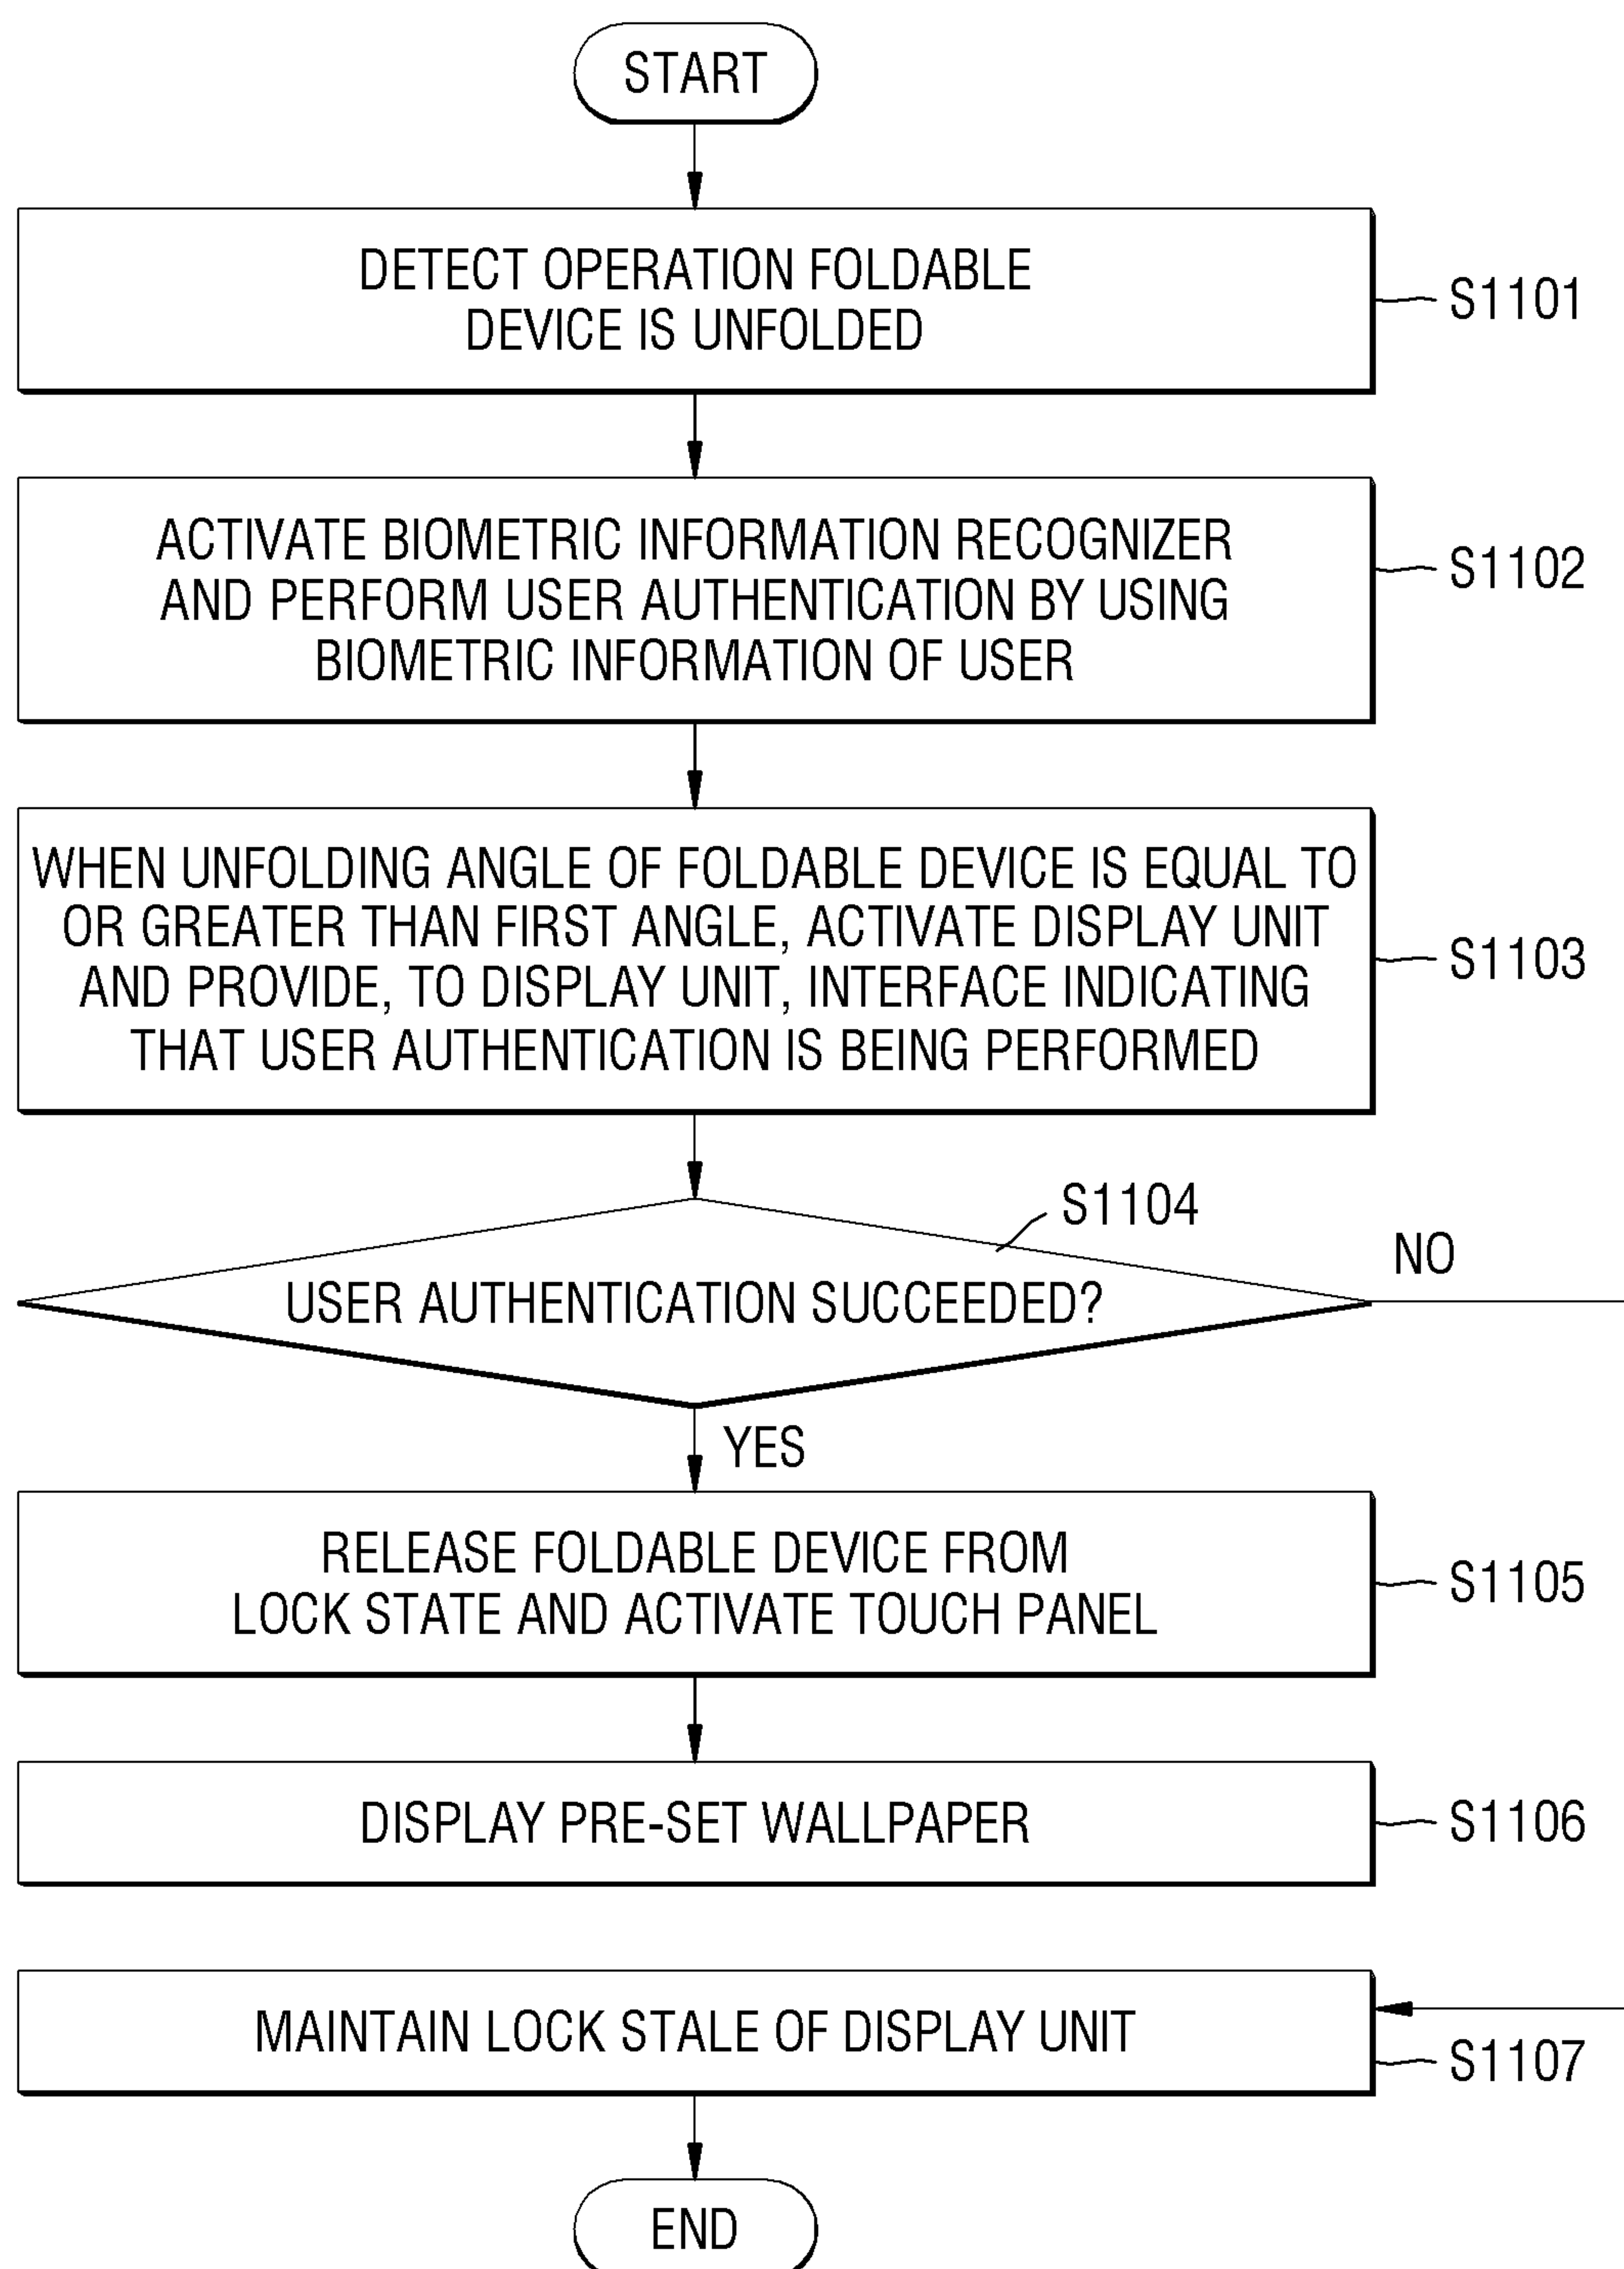 START
DETECT OPERATION FOLDABLE
DEVICE IS UNFOLDED
S1101
ACTIVATE BIOMETRIC INFORMATION RECOGNIZER
AND PERFORM USER AUTHENTICATION BY USING
BIOMETRIC INFORMATION OF USER
S1102
WHEN UNFOLDING ANGLE OF FOLDABLE DEVICE IS EQUAL TO
OR GREATER THAN FIRST ANGLE, ACTIVATE DISPLAY UNIT
AND PROVIDE, TO DISPLAY UNIT, INTERFACE INDICATING
THAT USER AUTHENTICATION IS BEING PERFORMED
S1103
S1104
NO
USER AUTHENTICATION SUCCEEDED?
YES
RELEASE FOLDABLE DEVICE FROM
LOCK STATE AND ACTIVATE TOUCH PANEL
S1105
DISPLAY PRE-SET WALLPAPER
S1106
MAINTAIN LOCK STALE OF DISPLAY UNIT
S1107
END